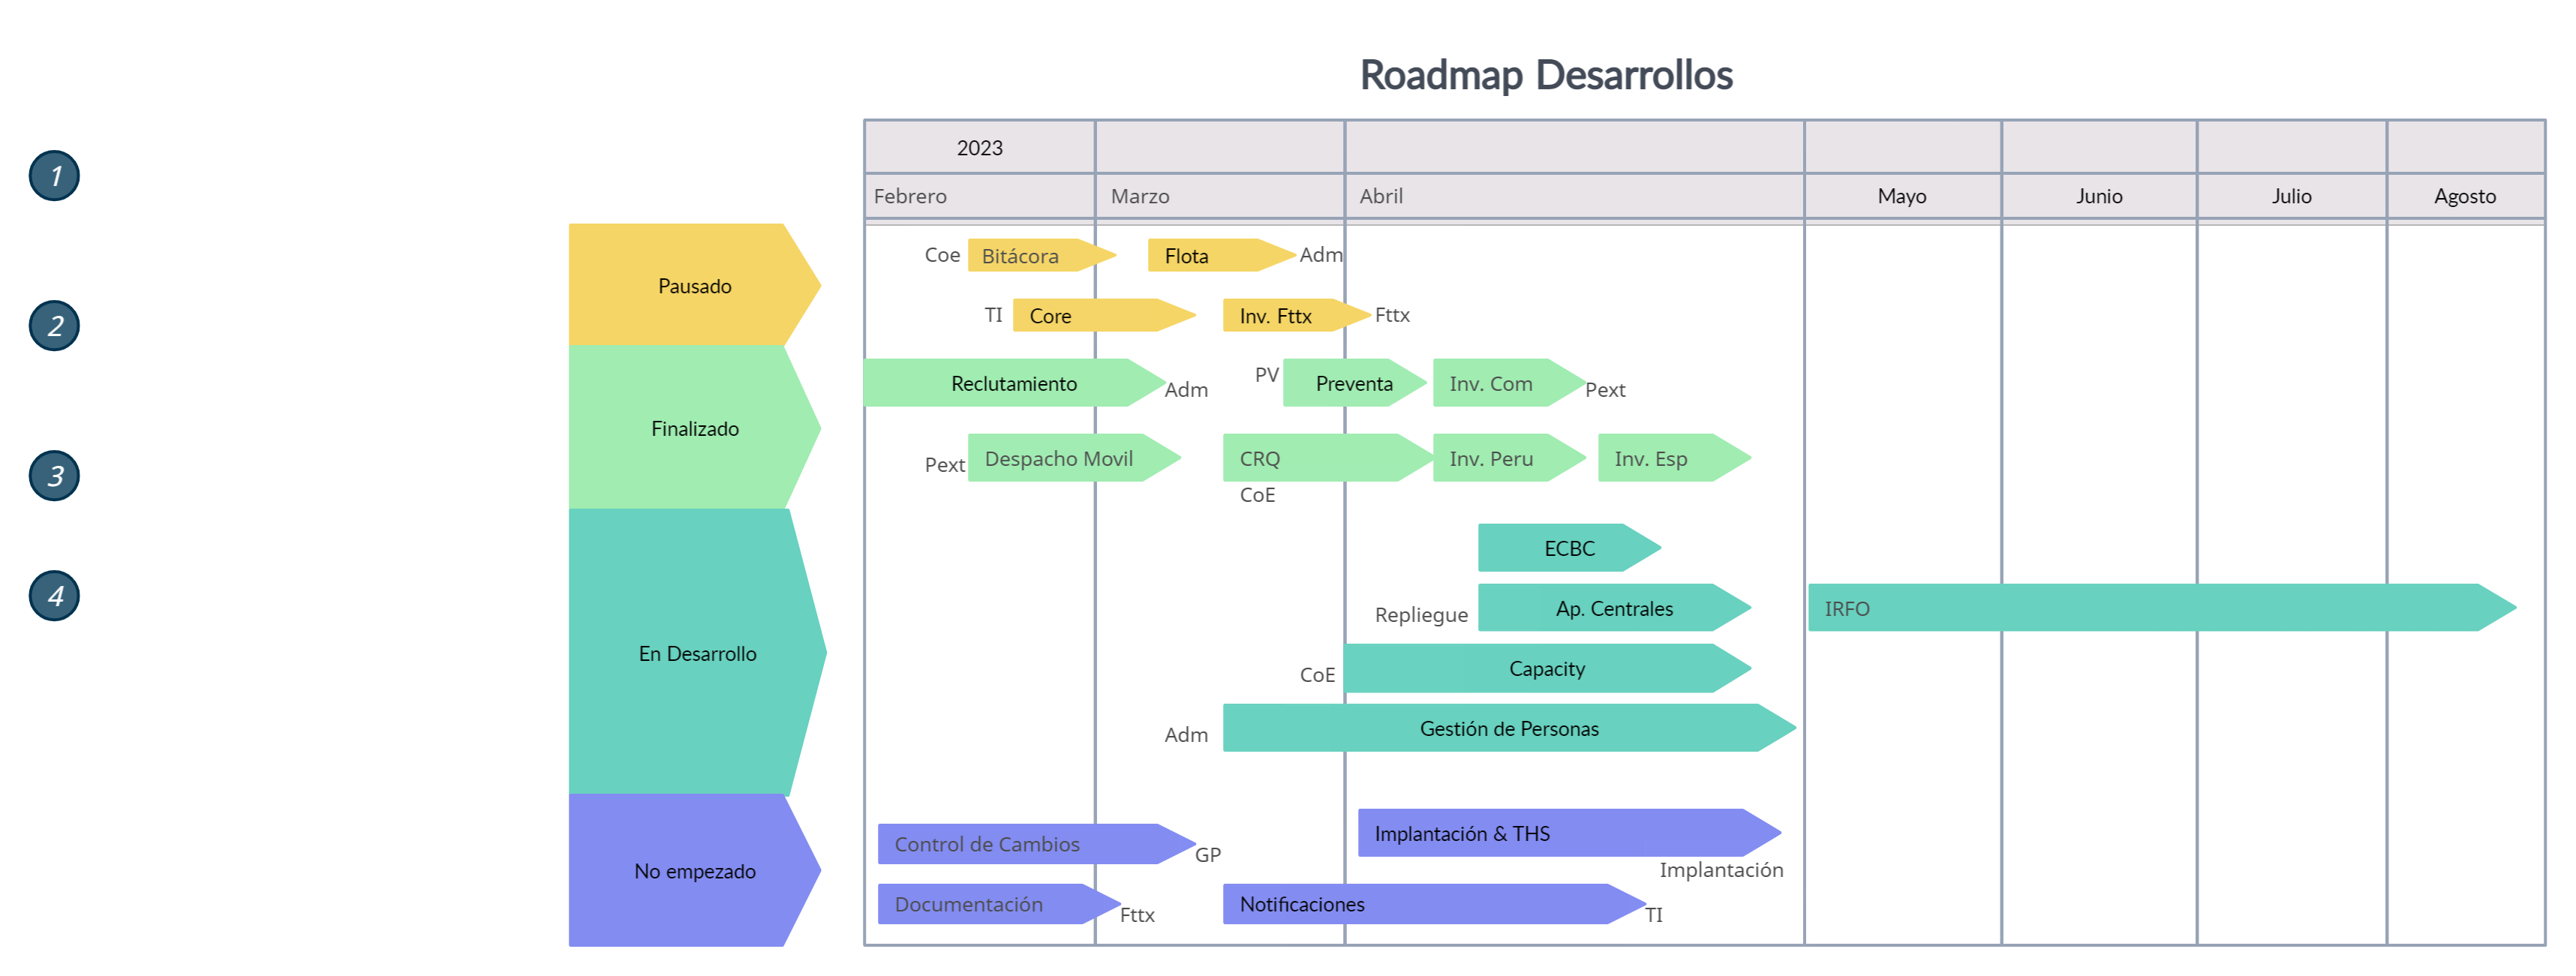 Roadmap Desarrollos
2023
Febrero
Marzo
Abril
Mayo
Junio
Julio
Agosto
1
2
3
4
Pausado
Coe
Bitácora
Flota
Adm
TI
Core
Inv. Fttx
Fttx
Finalizado
Reclutamiento
Adm
PV
Preventa
Inv. Com
Pext
Pext
Despacho Movil
CRQ
CoE
Inv. Peru
Inv. Esp
En Desarrollo
ECBC
Repliegue
Ap. Centrales
IRFO
CoE
Capacity
Adm
Gestión de Personas
No empezado
Control de Cambios
GP
Implantación & THS
Implantación
Documentación
Fttx
Notificaciones
TI